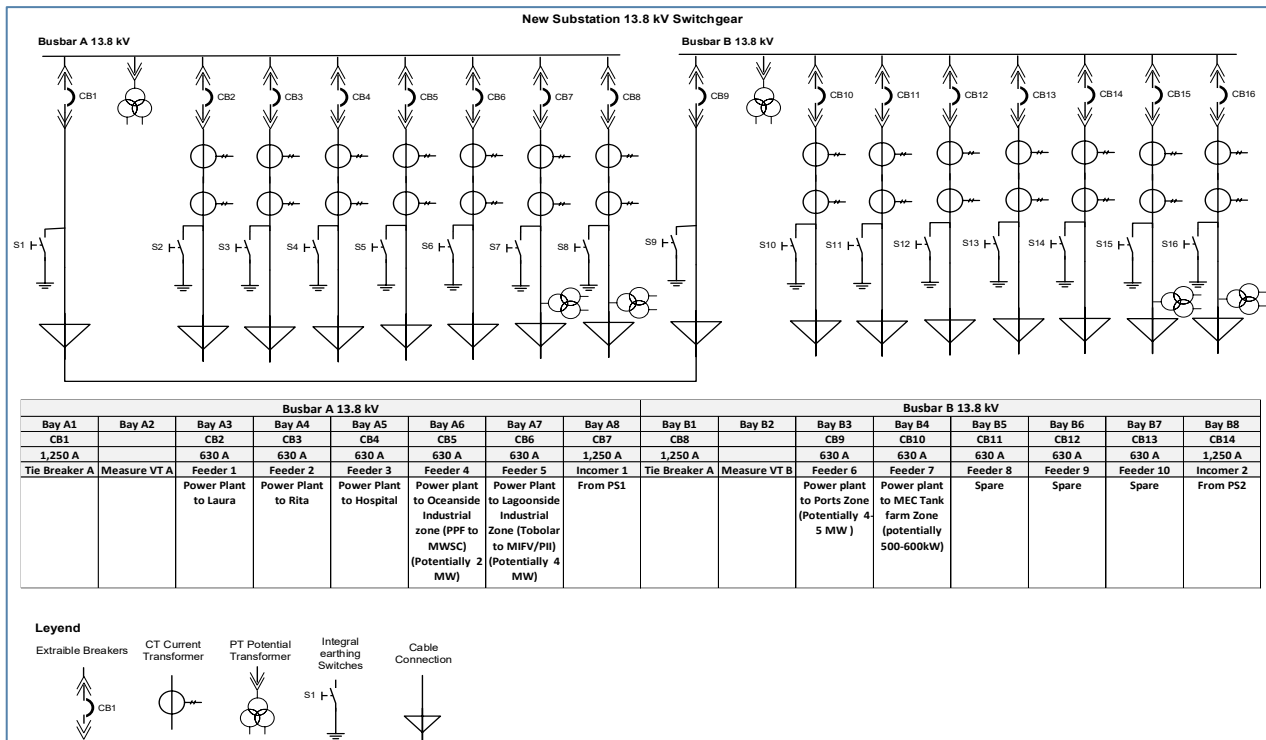 New Substation 13.8 kV Switchgear
Busbar A 13.8 kV
Busbar B 13.8 kV
CB1
CB2
CB3
CB4
CB5
CB6
CB7
CB8
CB9
CB10
CB11
CB12
CB13
CB14
CB15
CB16
S1
S2
S3
S4
S5
S6
S7
S8
S9
S10
S11
S12
S13
S14
S15
S16
Busbar A 13.8 kV Busbar B 13.8 kV
Bay A1 Bay A2 Bay A3 Bay A4 Bay A5 Bay A6 Bay A7 Bay A8 Bay B1 Bay B2 Bay B3 Bay B4 Bay B5 Bay B6 Bay B7 Bay B8
CB1 CB2 CB3 CB4 CB5 CB6 CB7 CB8 CB9 CB10 CB11 CB12 CB13 CB14
1,250 A 630 A 630 A 630 A 630 A 630 A 1,250 A 1,250 A 630 A 630 A 630 A 630 A 630 A 1,250 A
Tie Breaker A Measure VT A Feeder 1 Feeder 2 Feeder 3 Feeder 4 Feeder 5 Incomer 1 Tie Breaker A Measure VT B Feeder 6 Feeder 7 Feeder 8 Feeder 9 Feeder 10 Incomer 2
Power Plant
to Laura
Power Plant
to Rita
Power Plant
to Hospital
Power plant
to Oceanside
Industrial
zone (PPF to
MWSC)
(Potentially 2
MW)
Power Plant
to Lagoonside
Industrial
Zone (Tobolar
to MIFV/PII)
(Potentially 4
MW)
From PS1
Power plant
to Ports Zone
(Potentially 4-
5 MW )
Power plant
to MEC Tank
farm Zone
(potentially
500-600kW)
Spare
Spare
Spare
From PS2
Leyend
Extraible Breakers
CB1
CT Current
Transformer
PT Potential
Transformer
Integral
earthing
Switches
S1
Cable
Connection